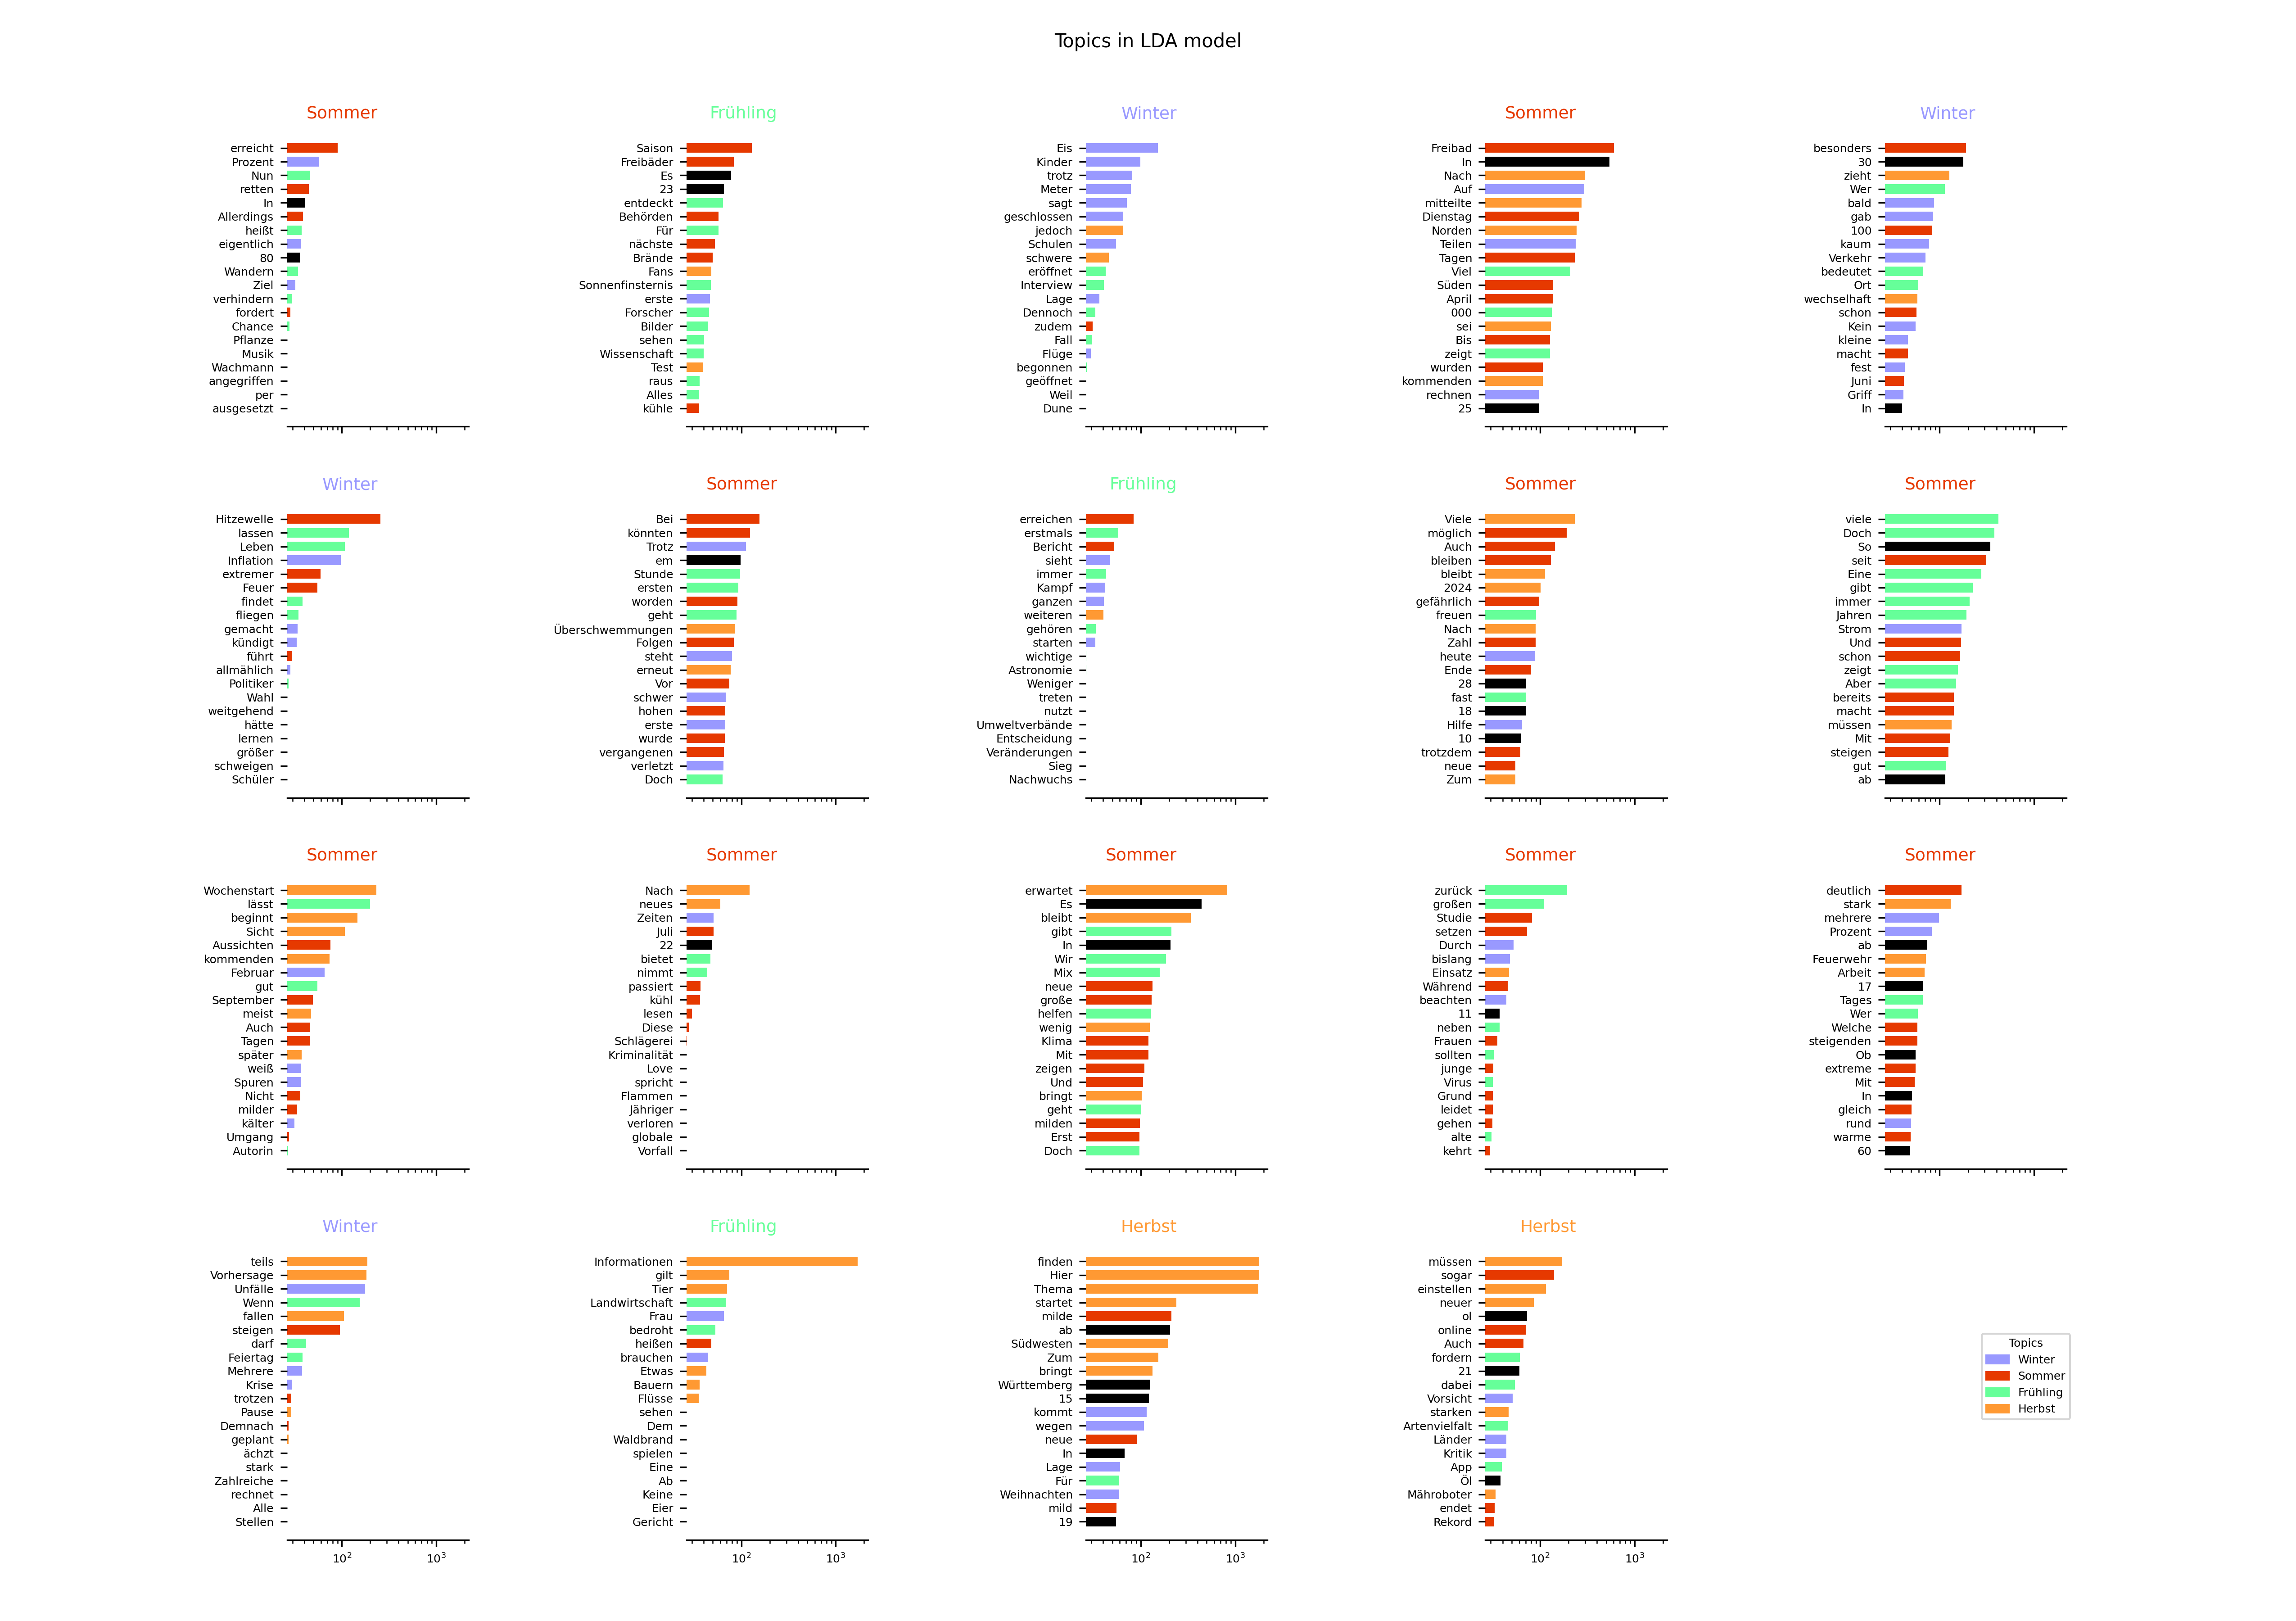 Topics in LDA model
Sommer
erreicht
Prozent
Nun
retten
In
Allerdings
heißt
eigentlich
80
Wandern
Ziel
verhindern
fordert
Chance
Pflanze
Musik
Wachmann
angegriffen
per
ausgesetzt
Frühling
Saison
Freibäder
Es
23
entdeckt
Behörden
Für
nächste
Brände
Fans
Sonnenfinsternis
erste
Forscher
Bilder
sehen
Wissenschaft
Test
raus
Alles
kühle
Winter
Eis
Kinder
trotz
Meter
sagt
geschlossen
jedoch
Schulen
schwere
eröffnet
Interview
Lage
Dennoch
zudem
Fall
Flüge
begonnen
geöffnet
Weil
Dune
Sommer
Freibad
In
Nach
Auf
mitteilte
Dienstag
Norden
Teilen
Tagen
Viel
Süden
April
000
sei
Bis
zeigt
wurden
kommenden
rechnen
25
Winter
besonders
30
zieht
Wer
bald
gab
100
kaum
Verkehr
bedeutet
Ort
wechselhaft
schon
Kein
kleine
macht
fest
Juni
Griff
In
Winter
Hitzewelle
lassen
Leben
Inflation
extremer
Feuer
findet
fliegen
gemacht
kündigt
führt
allmählich
Politiker
Wahl
weitgehend
hätte
lernen
größer
schweigen
Schüler
Sommer
Bei
könnten
Trotz
em
Stunde
ersten
worden
geht
Überschwemmungen
Folgen
steht
erneut
Vor
schwer
hohen
erste
wurde
vergangenen
verletzt
Doch
Frühling
erreichen
erstmals
Bericht
sieht
immer
Kampf
ganzen
weiteren
gehören
starten
wichtige
Astronomie
Weniger
treten
nutzt
Umweltverbände
Entscheidung
Veränderungen
Sieg
Nachwuchs
Sommer
Viele
möglich
Auch
bleiben
bleibt
2024
gefährlich
freuen
Nach
Zahl
heute
Ende
28
fast
18
Hilfe
10
trotzdem
neue
Zum
Sommer
viele
Doch
So
seit
Eine
gibt
immer
Jahren
Strom
Und
schon
zeigt
Aber
bereits
macht
müssen
Mit
steigen
gut
ab
Sommer
Wochenstart
lässt
beginnt
Sicht
Aussichten
kommenden
Februar
gut
September
meist
Auch
Tagen
später
weiß
Spuren
Nicht
milder
kälter
Umgang
Autorin
Sommer
Nach
neues
Zeiten
Juli
22
bietet
nimmt
passiert
kühl
lesen
Diese
Schlägerei
Kriminalität
Love
spricht
Flammen
Jähriger
verloren
globale
Vorfall
Sommer
erwartet
Es
bleibt
gibt
In
Wir
Mix
neue
große
helfen
wenig
Klima
Mit
zeigen
Und
bringt
geht
milden
Erst
Doch
Sommer
zurück
großen
Studie
setzen
Durch
bislang
Einsatz
Während
beachten
11
neben
Frauen
sollten
junge
Virus
Grund
leidet
gehen
alte
kehrt
Sommer
deutlich
stark
mehrere
Prozent
ab
Feuerwehr
Arbeit
17
Tages
Wer
Welche
steigenden
Ob
extreme
Mit
In
gleich
rund
warme
60
Winter
teils
Vorhersage
Unfälle
Wenn
fallen
steigen
darf
Feiertag
Mehrere
Krise
trotzen
Pause
Demnach
geplant
ächzt
stark
Zahlreiche
rechnet
Alle
Stellen
10²
10³
Frühling
Informationen
gilt
Tier
Landwirtschaft
Frau
bedroht
heißen
brauchen
Etwas
Bauern
Flüsse
sehen
Dem
Waldbrand
spielen
Eine
Ab
Keine
Eier
Gericht
10²
10³
Herbst
finden
Hier
Thema
startet
milde
ab
Südwesten
Zum
bringt
Württemberg
15
kommt
wegen
neue
In
Lage
Für
Weihnachten
mild
19
10²
10³
Herbst
müssen
sogar
einstellen
neuer
ol
online
Auch
fordern
21
dabei
Vorsicht
starken
Artenvielfalt
Länder
Kritik
App
Öl
Mähroboter
endet
Rekord
10²
10³
Topics
Winter
Sommer
Frühling
Herbst